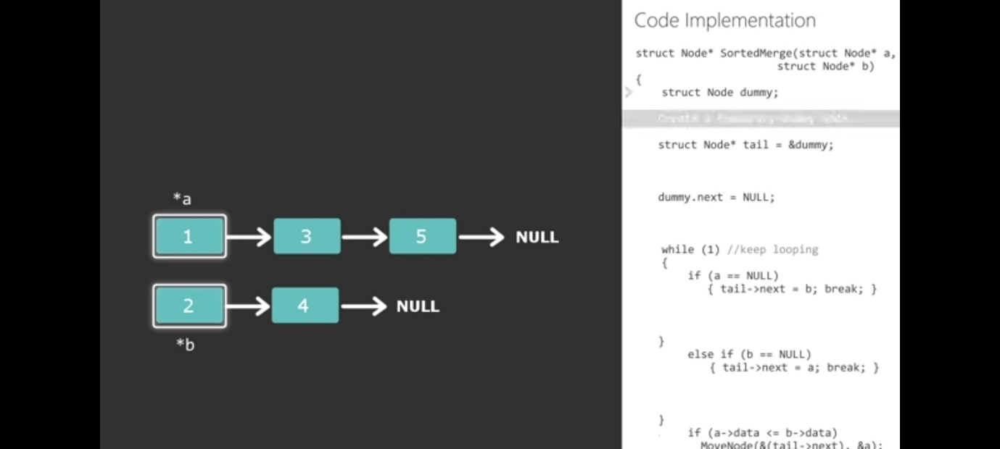 *a
1 3 5 NULL
2 4 NULL
*b
Code Implementation
struct Node* SortedMerge(struct Node* a,
struct Node* b)
{
struct Node dummy;
struct Node* tail = &dummy;
dummy.next = NULL;
while (1) //keep looping
{
if (a == NULL)
{ tail->next = b; break; }
}
else if (b == NULL)
{ tail->next = a; break; }
}
if (a->data <= b->data)
MoveNode(&(tail->next), &a);